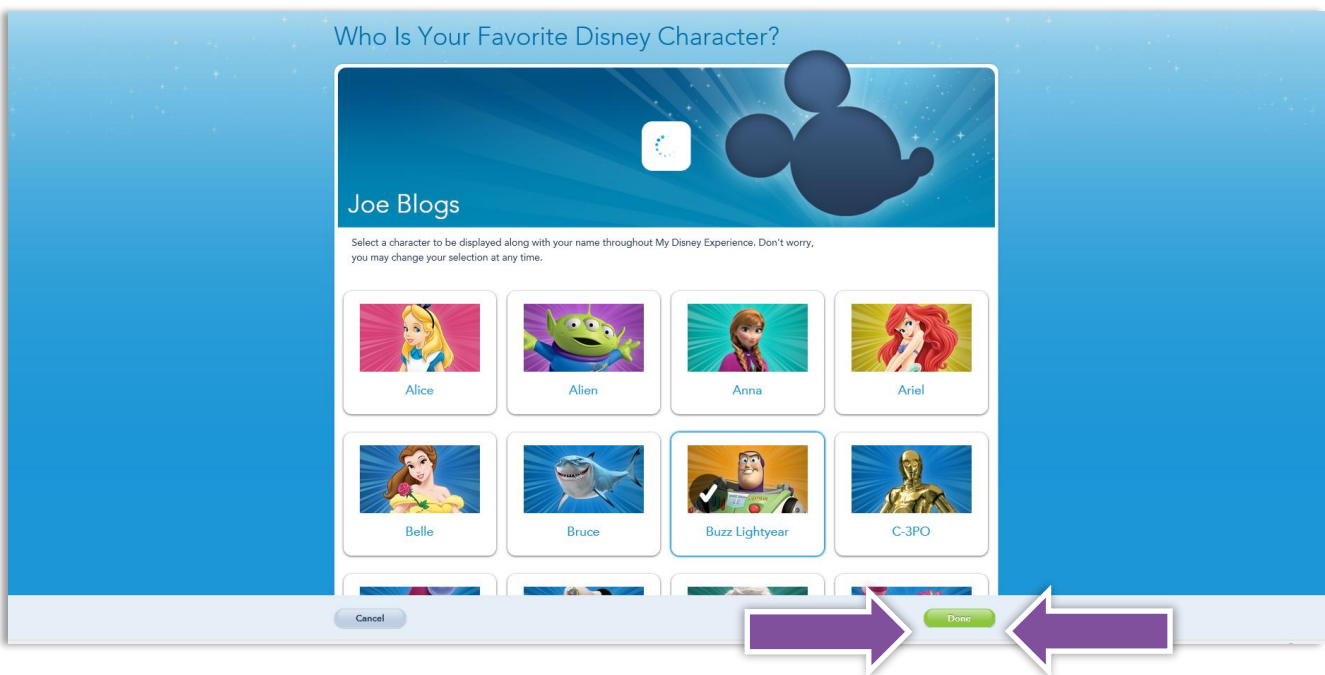 Who Is Your Favorite Disney Character?
Joe Blogs
Select a character to be displayed along with your name throughout My Disney Experience. Don't worry,
you may change your selection at any time.
Alice
Alien
Anna
Ariel
Belle
Bruce
Buzz Lightyear
C-3PO
Cancel
Done